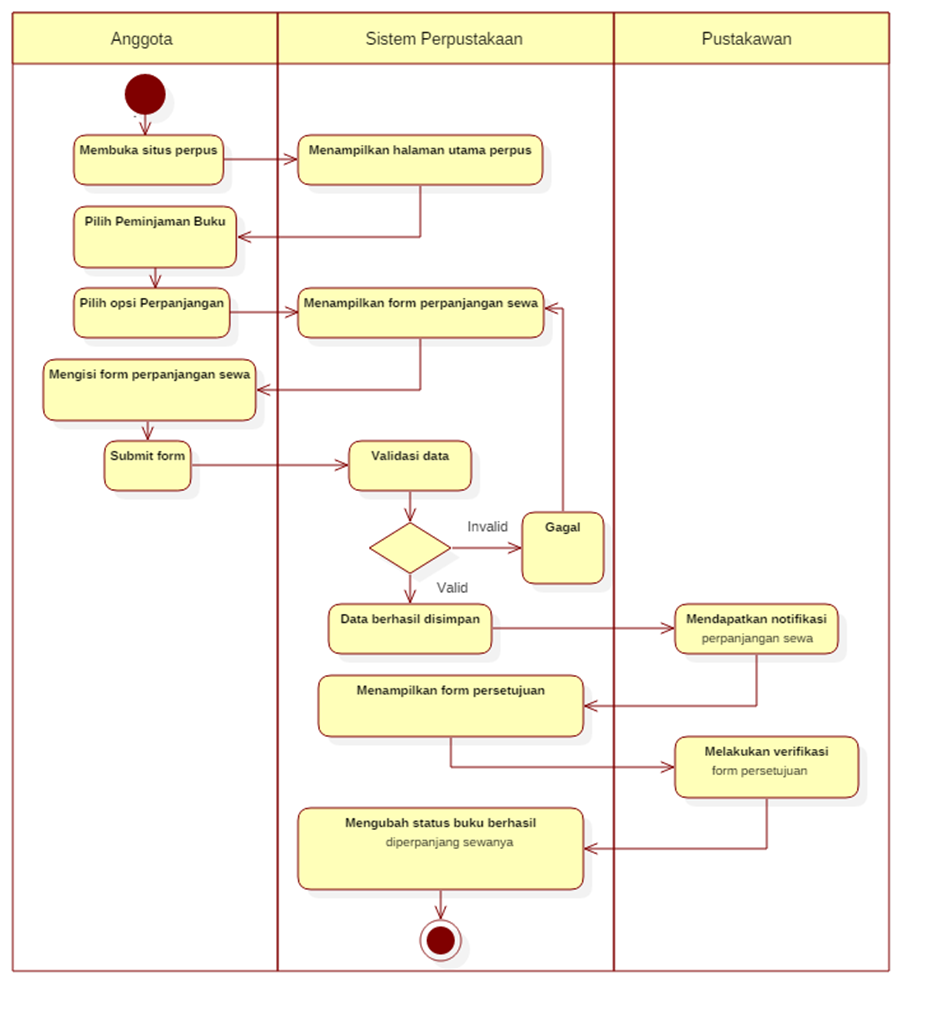 Anggota
Sistem Perpustakaan
Pustakawan
Membuka situs perpus
Menampilkan halaman utama perpus
Pilih Peminjaman Buku
Pilih opsi Perpanjangan
Menampilkan form perpanjangan sewa
Mengisi form perpanjangan sewa
Submit form
Validasi data
Invalid
Gagal
Valid
Data berhasil disimpan
Mendapatkan notifikasi
perpanjangan sewa
Menampilkan form persetujuan
Melakukan verifikasi
form persetujuan
Mengubah status buku berhasil
diperpanjang sewanya